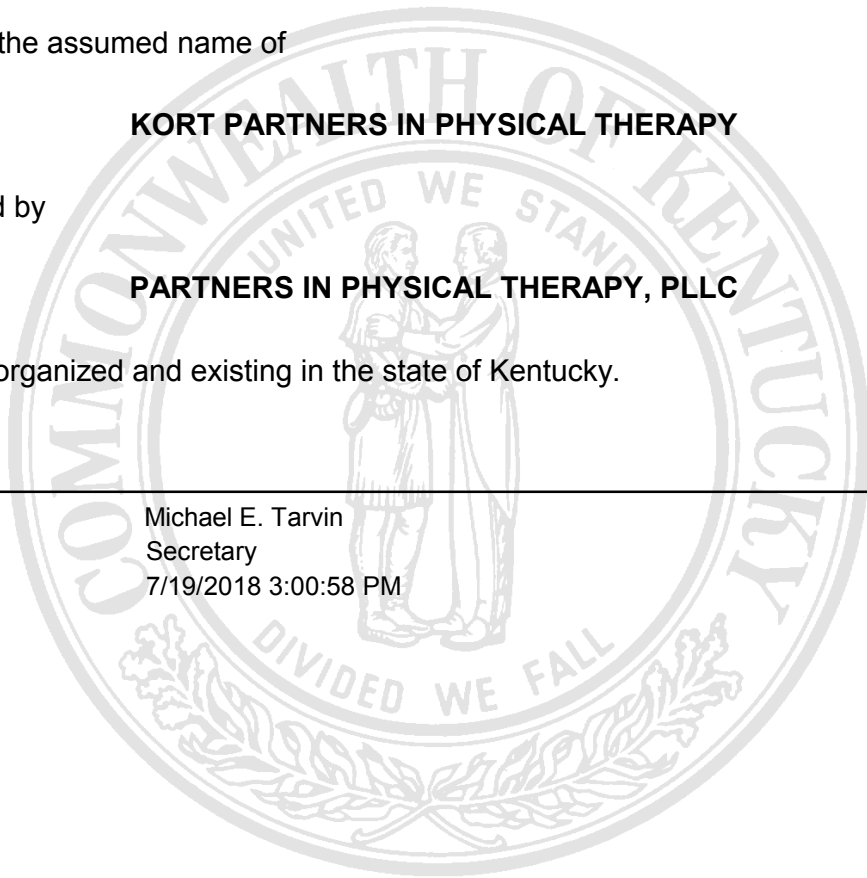 the assumed name of
KORT PARTNERS IN PHYSICAL THERAPY
d by
PARTNERS IN PHYSICAL THERAPY, PLLC
organized and existing in the state of Kentucky.
Michael E. Tarvin
Secretary
7/19/2018 3:00:58 PM
COMMONWEALTH OF KENTUCKY
UNITED WE STAND
DIVIDED WE FALL